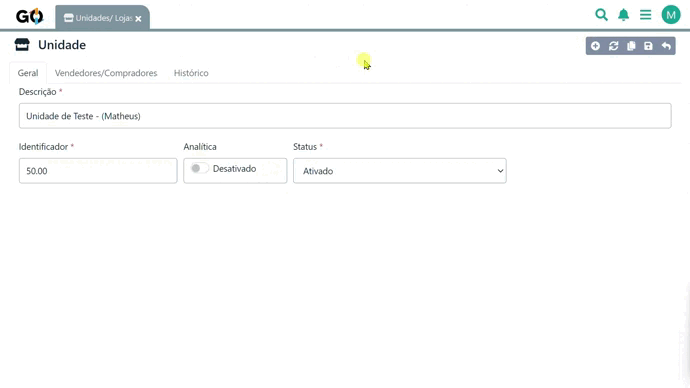 GO
Unidades/ Lojas
M
Unidade
Geral Vendedores/Compradores Histórico
Descrição *
Unidade de Teste - (Matheus)
Identificador * Analítica Status *
50.00 Desativado Ativado